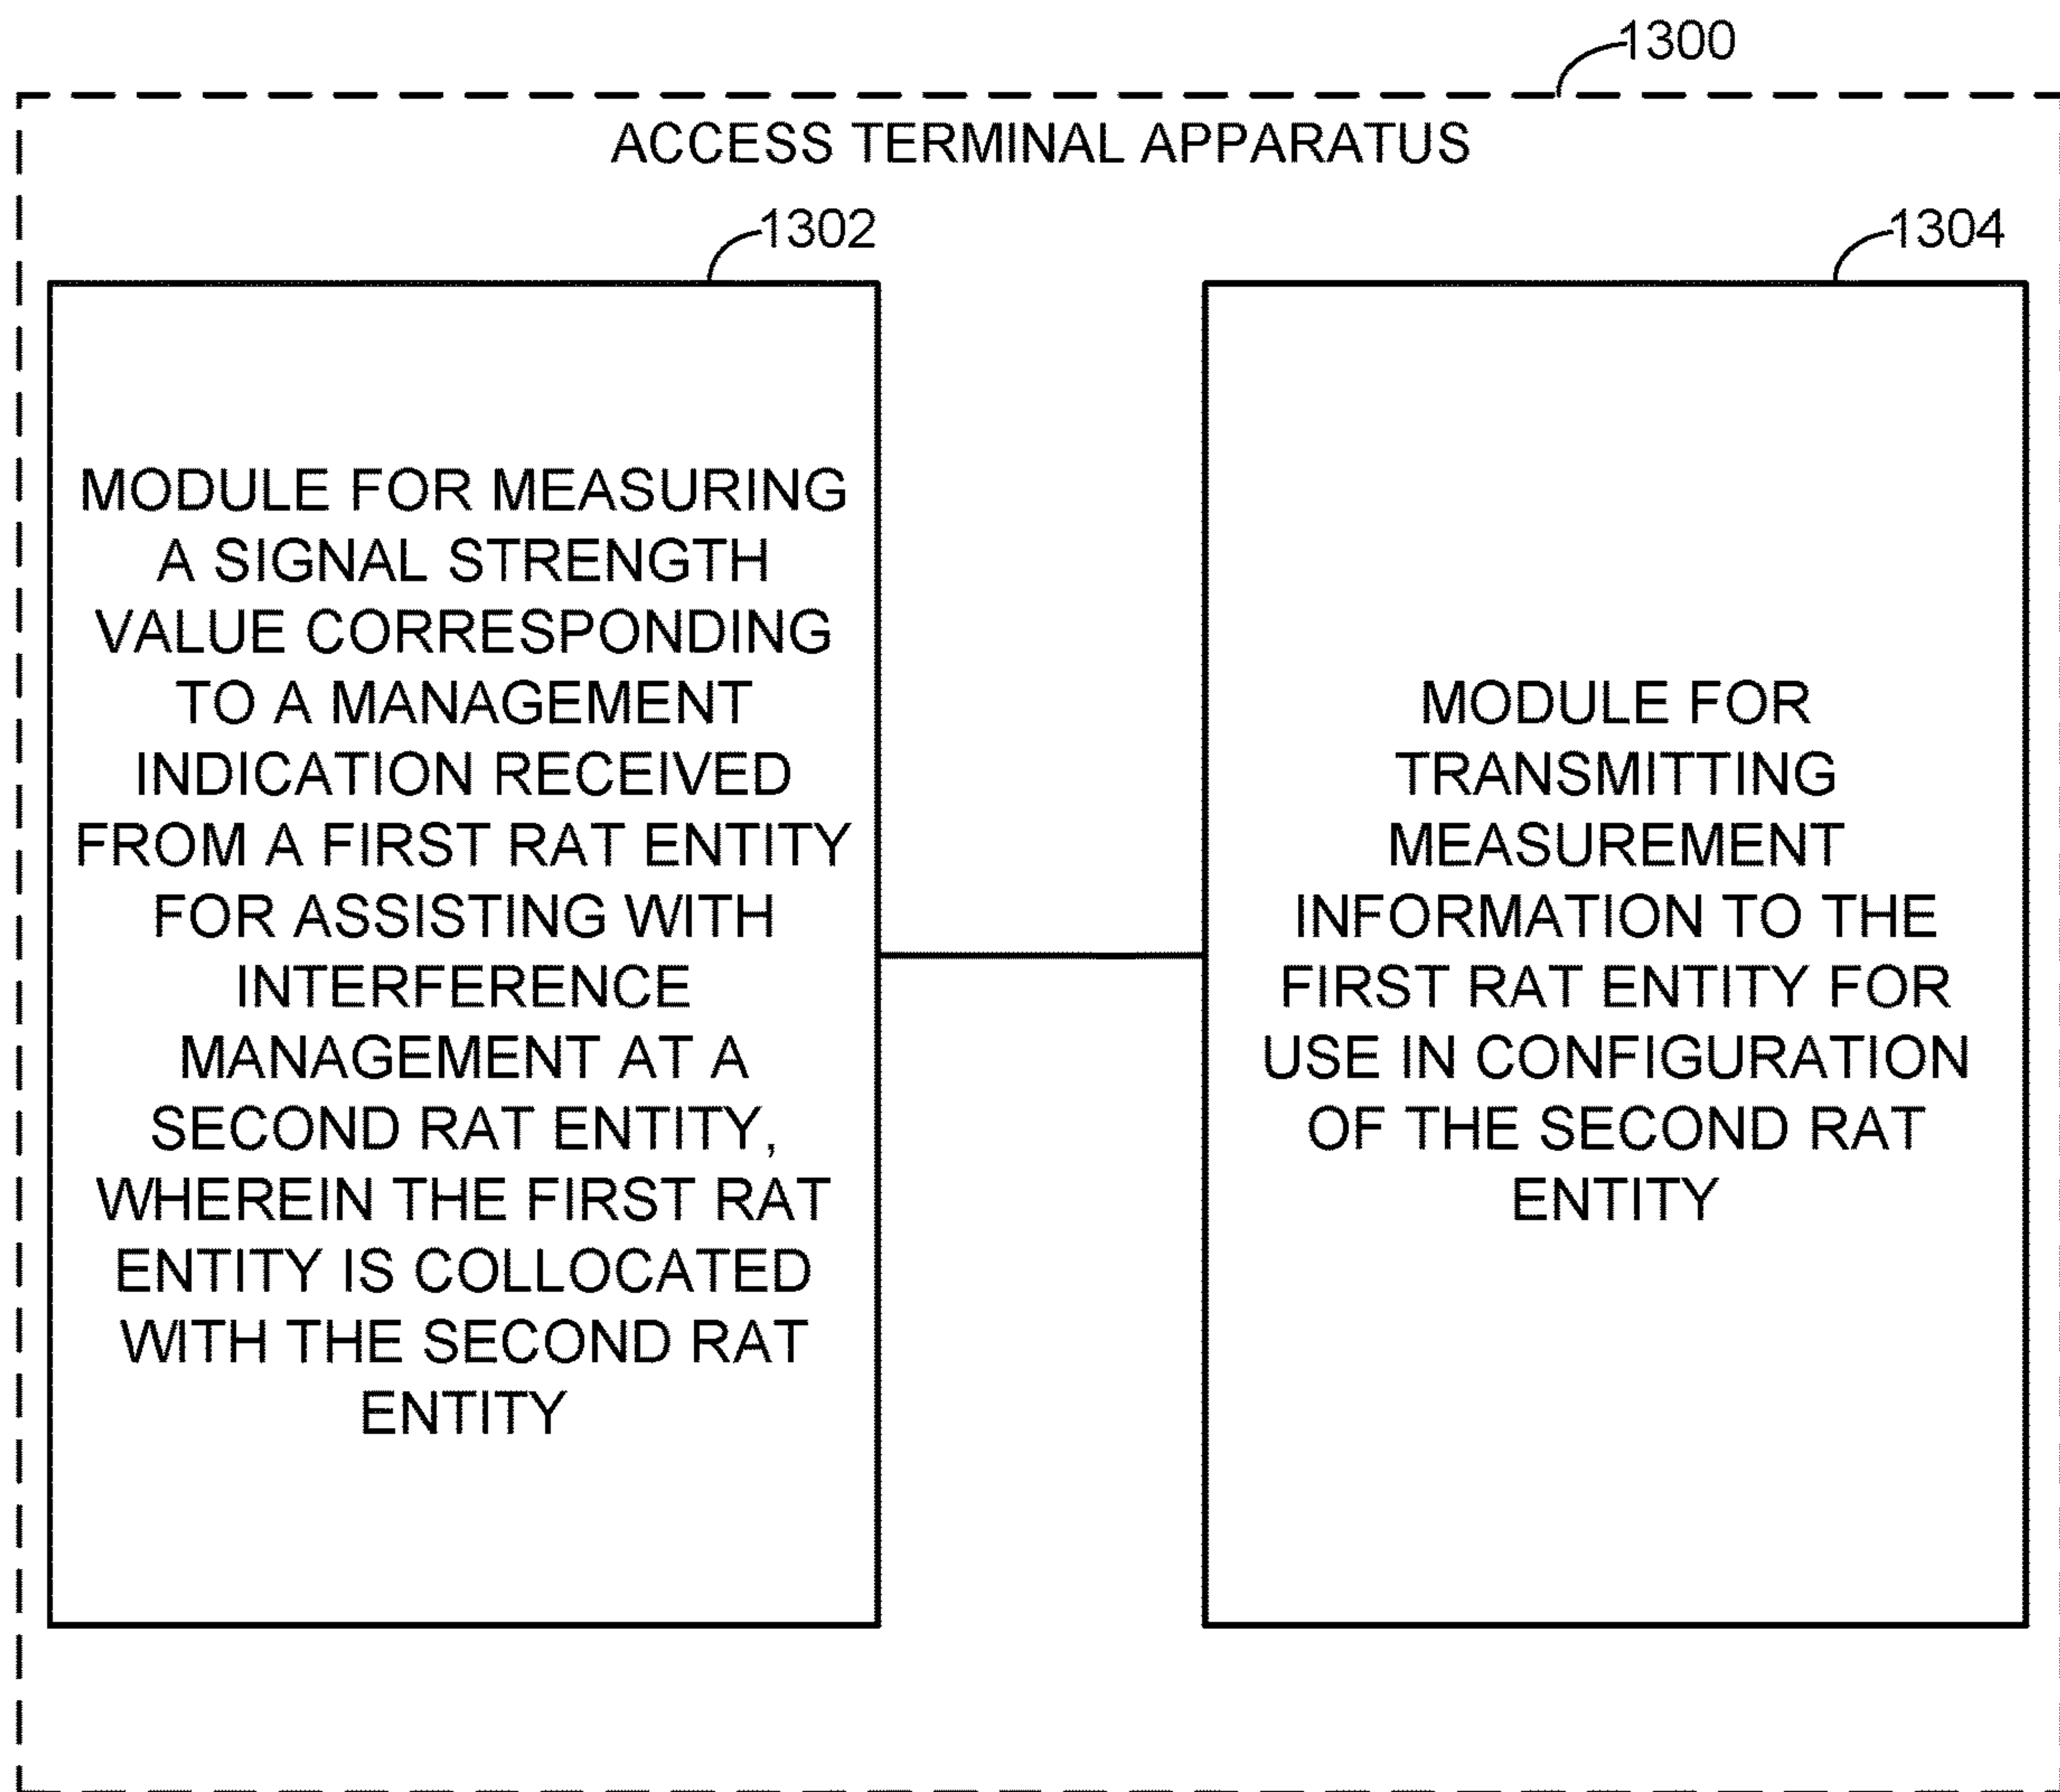 1300
ACCESS TERMINAL APPARATUS
1302
MODULE FOR MEASURING
A SIGNAL STRENGTH
VALUE CORRESPONDING
TO A MANAGEMENT
INDICATION RECEIVED
FROM A FIRST RAT ENTITY
FOR ASSISTING WITH
INTERFERENCE
MANAGEMENT AT A
SECOND RAT ENTITY,
WHEREIN THE FIRST RAT
ENTITY IS COLLOCATED
WITH THE SECOND RAT
ENTITY
1304
MODULE FOR
TRANSMITTING
MEASUREMENT
INFORMATION TO THE
FIRST RAT ENTITY FOR
USE IN CONFIGURATION
OF THE SECOND RAT
ENTITY